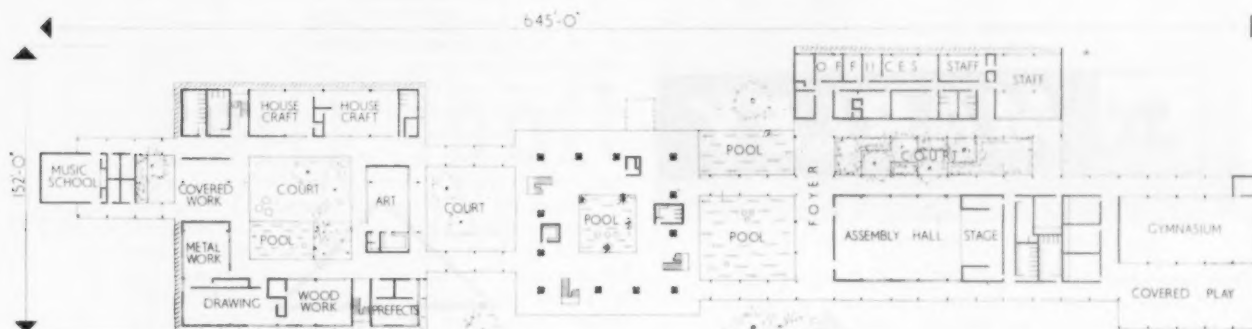 645'-0"
152'-0"
MUSIC
SCHOOL
HOUSE
CRAFT
HOUSE
CRAFT
COVERED
WORK
COURT
POOL
ART
METAL
WORK
DRAWING
WOOD
WORK
PREFECTS
COURT
POOL
POOL
POOL
FOYER
OFFICES
STAFF
STAFF
COURT
ASSEMBLY HALL
STAGE
GYMNASIUM
COVERED PLAY